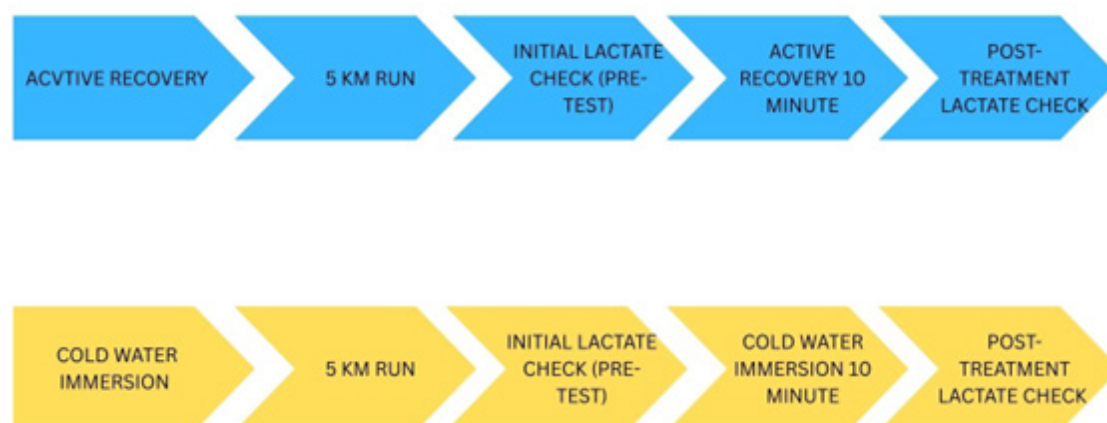 ACVTIVE RECOVERY
5 KM RUN
INITIAL LACTATE
CHECK (PRE-
TEST)
ACTIVE
RECOVERY 10
MINUTE
POST-
TREATMENT
LACTATE CHECK
COLD WATER
IMMERSION
5 KM RUN
INITIAL LACTATE
CHECK (PRE-
TEST)
COLD WATER
IMMERSION 10
MINUTE
POST-
TREATMENT
LACTATE CHECK